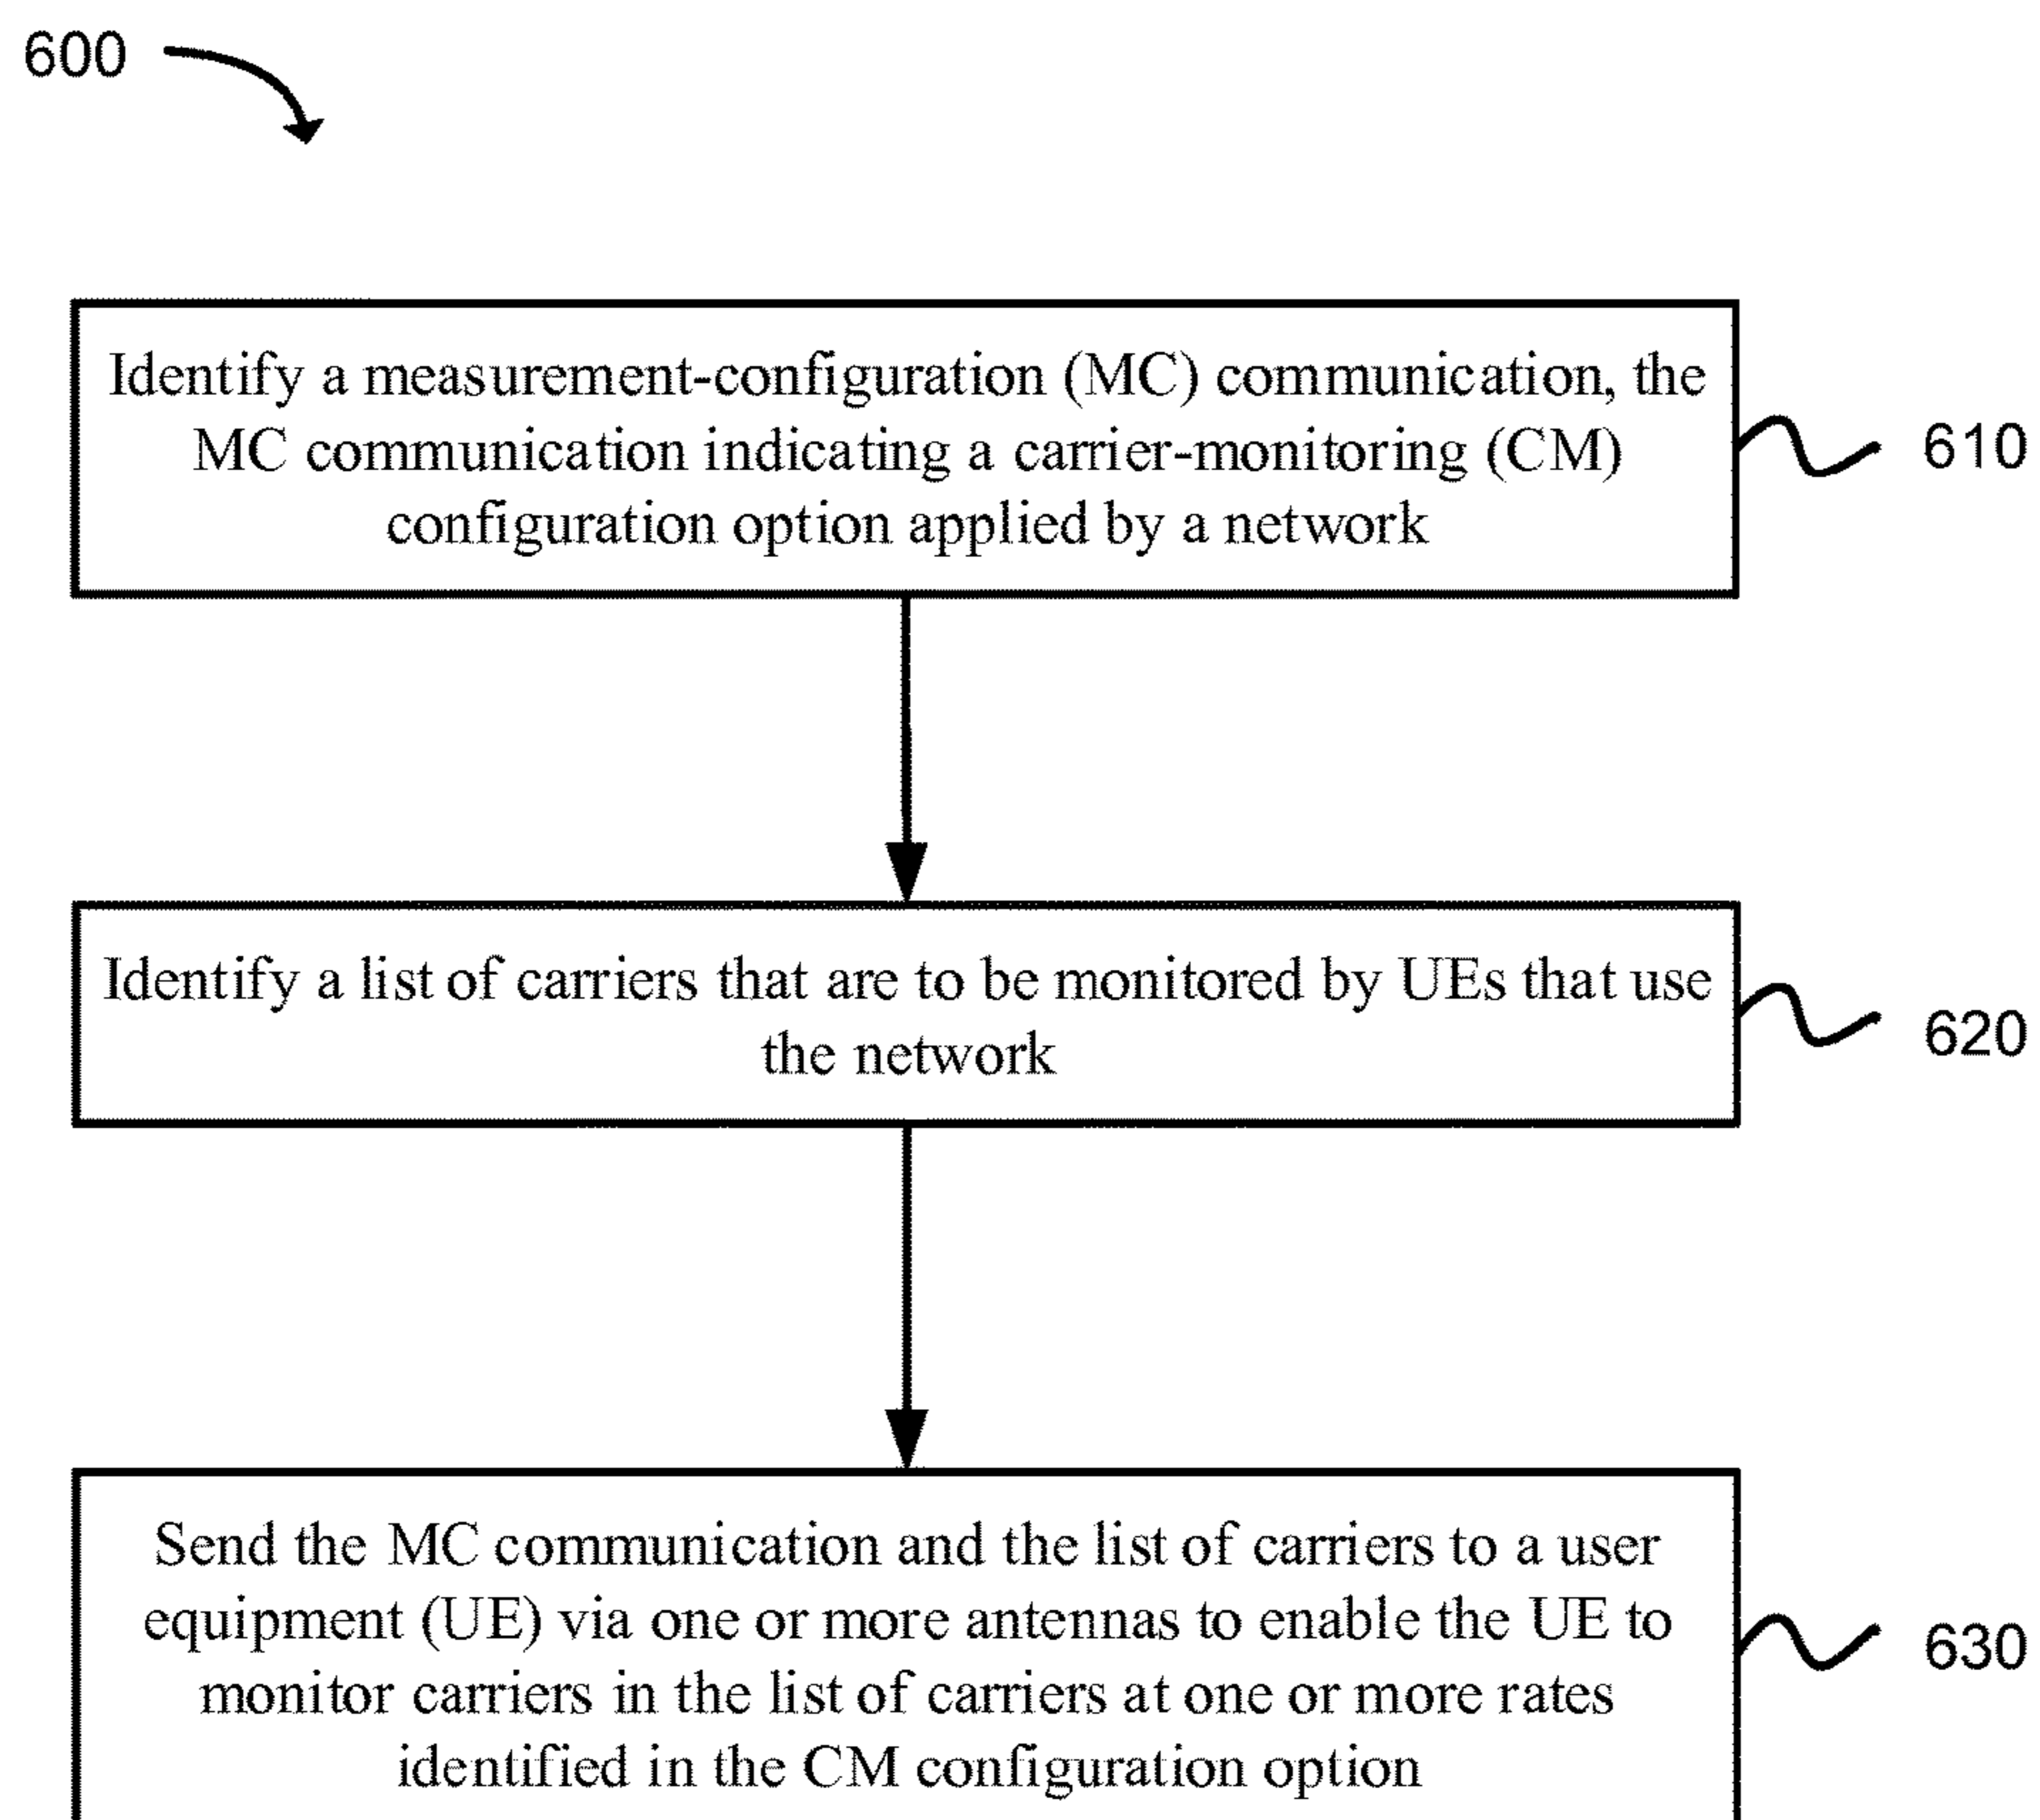 600
Identify a measurement-configuration (MC) communication, the
MC communication indicating a carrier-monitoring (CM)
configuration option applied by a network
610
Identify a list of carriers that are to be monitored by UEs that use
the network
620
Send the MC communication and the list of carriers to a user
equipment (UE) via one or more antennas to enable the UE to
monitor carriers in the list of carriers at one or more rates
identified in the CM configuration option
630